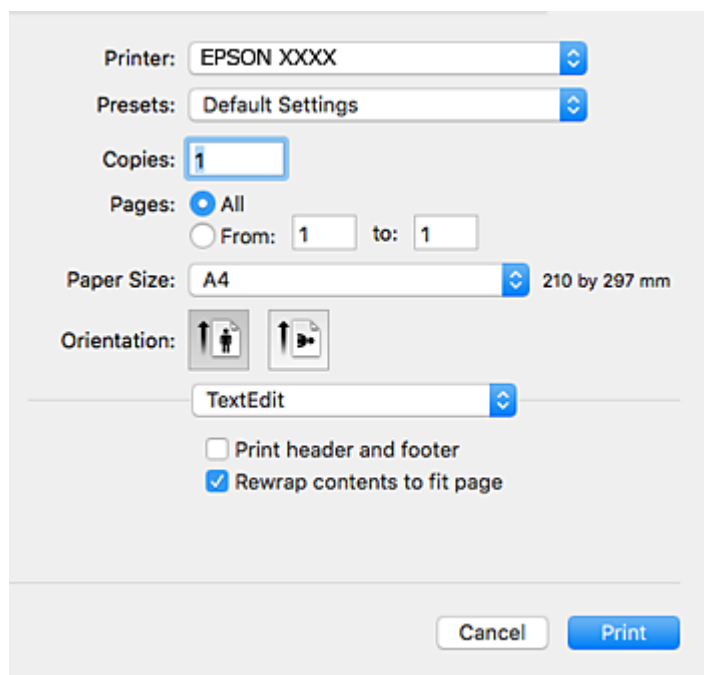 Printer: EPSON XXXX
Presets: Default Settings
Copies: 1
Pages: All
From: 1 to: 1
Paper Size: A4 210 by 297 mm
Orientation:
TextEdit
Print header and footer
Rewrap contents to fit page
Cancel Print